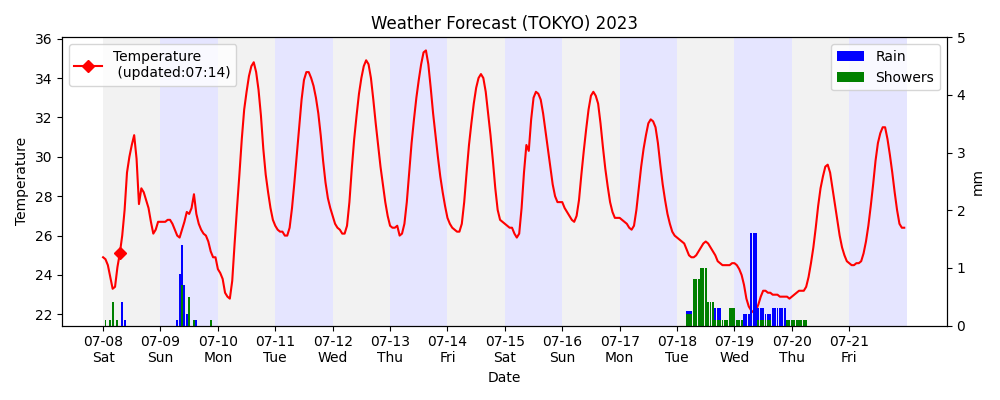 Weather Forecast (TOKYO) 2023
Temperature
(updated:07:14)
Rain
Showers
36
34
32
30
28
26
24
22
Temperature
5
4
3
2
1
0
mm
07-08 07-09 07-10 07-11 07-12 07-13 07-14 07-15 07-16 07-17 07-18 07-19 07-20 07-21
Sat Sun Mon Tue Wed Thu Fri Sat Sun Mon Tue Wed Thu Fri
Date